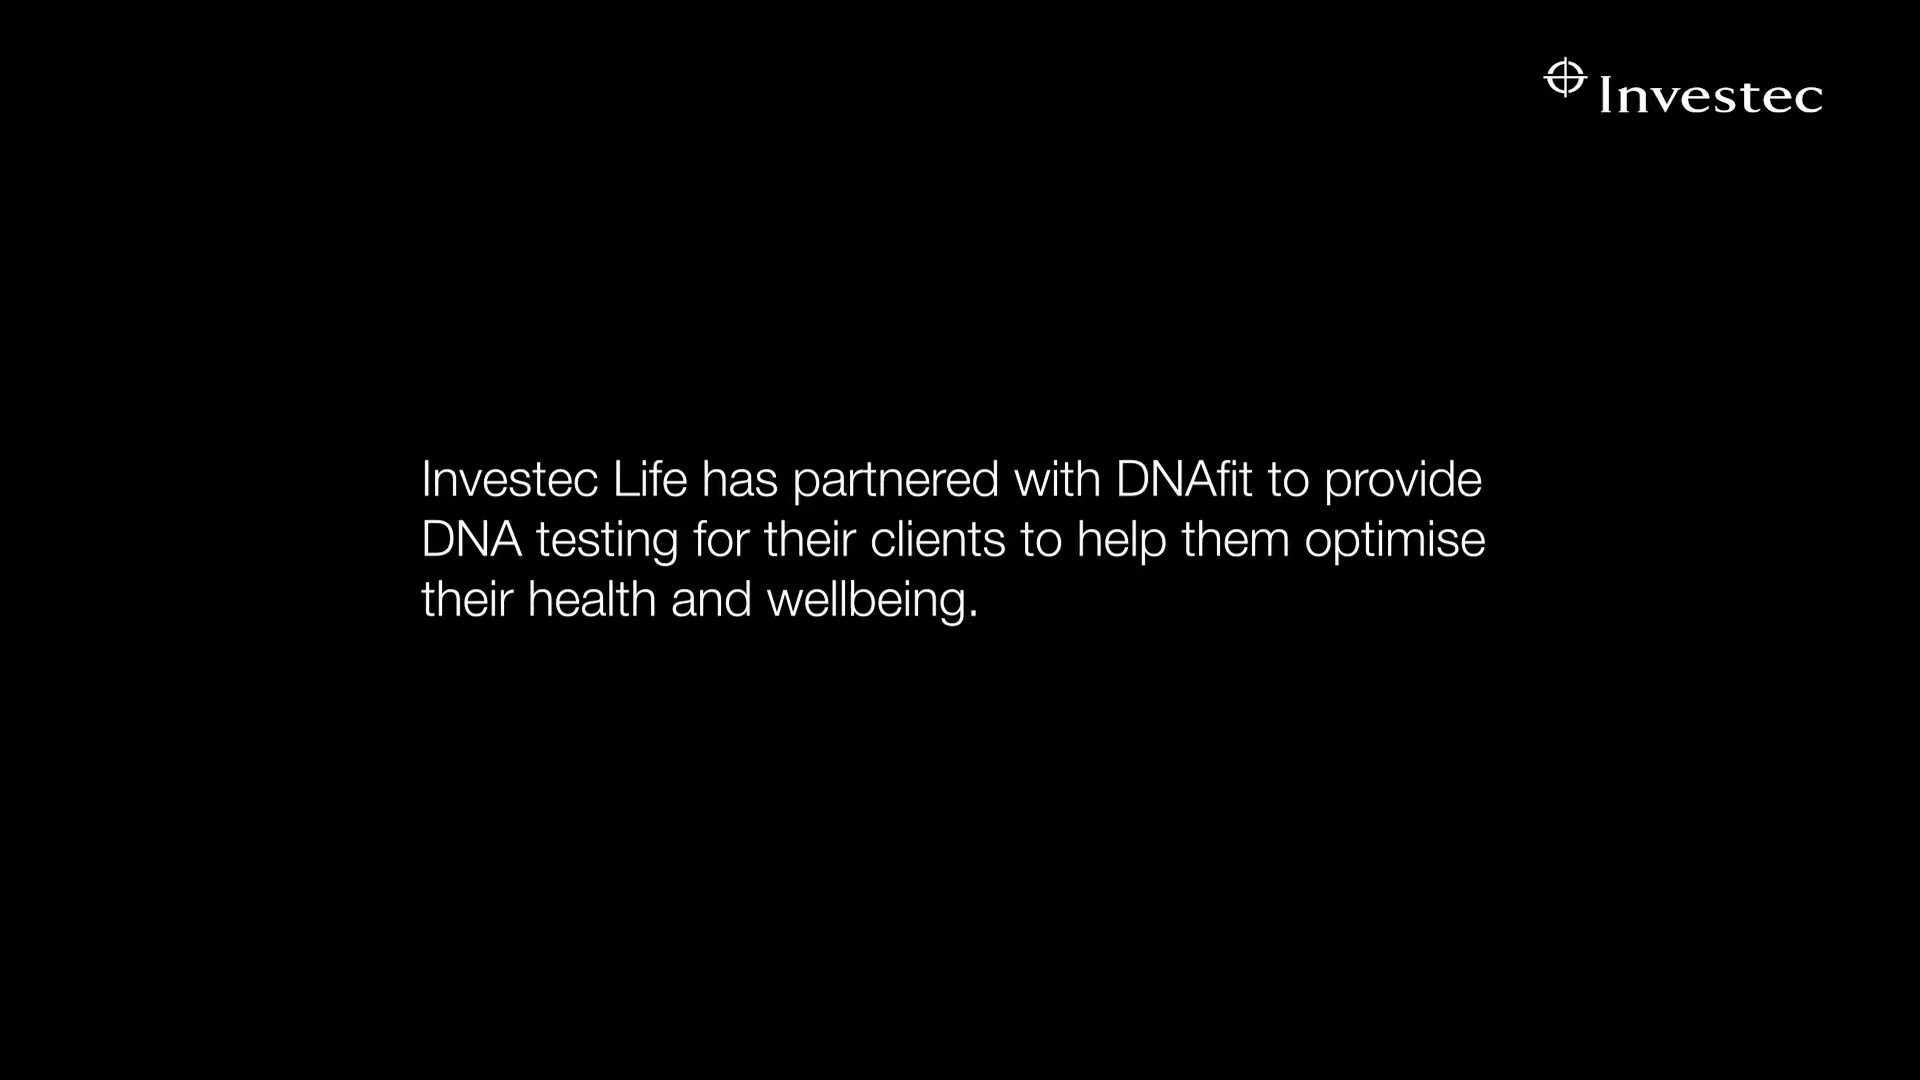 Investec
Investec Life has partnered with DNAfit to provide
DNA testing for their clients to help them optimise
their health and wellbeing.